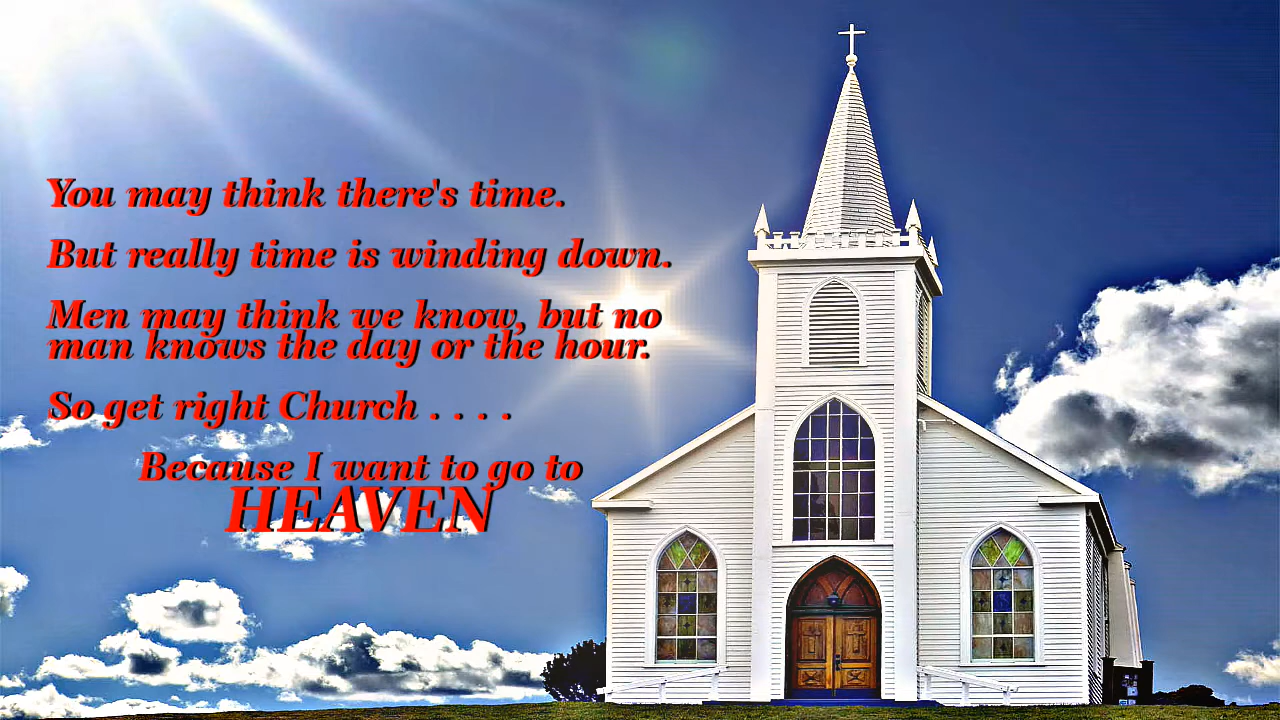 You may think there's time.
But really time is winding down.
Men may think we know, but no
man knows the day or the hour.
So get right Church . . . .
Because I want to go to
HEAVEN